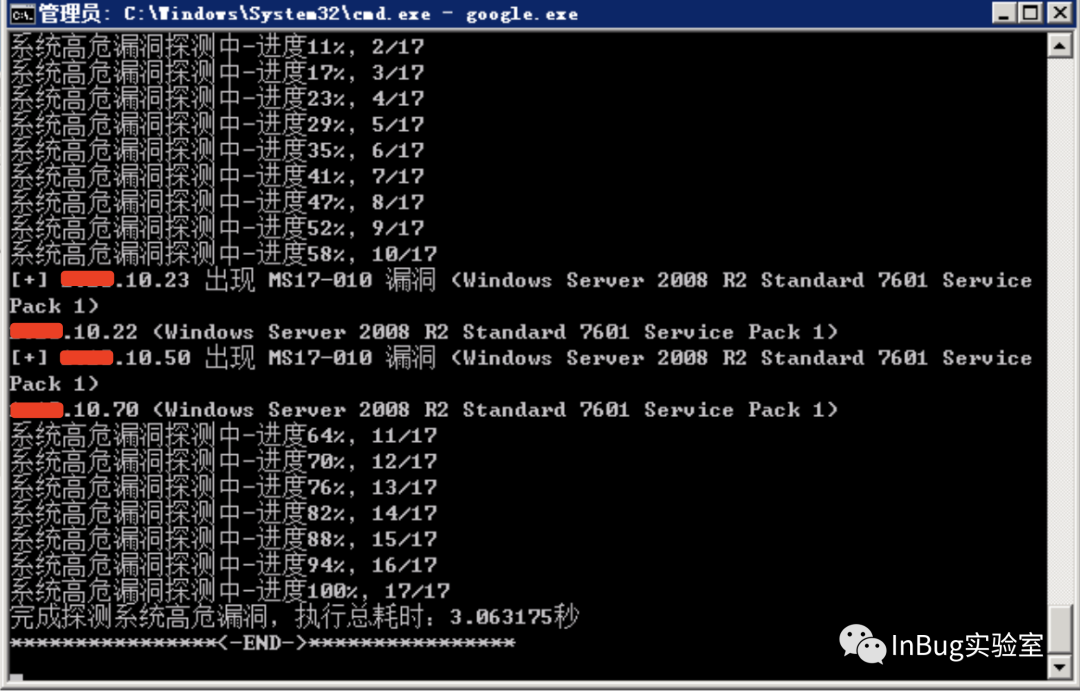 管理员: C:\Windows\System32\cmd.exe - google.exe
系统高危漏洞探测中-进度11%, 2/17
系统高危漏洞探测中-进度17%, 3/17
系统高危漏洞探测中-进度23%, 4/17
系统高危漏洞探测中-进度29%, 5/17
系统高危漏洞探测中-进度35%, 6/17
系统高危漏洞探测中-进度41%, 7/17
系统高危漏洞探测中-进度47%, 8/17
系统高危漏洞探测中-进度52%, 9/17
系统高危漏洞探测中-进度58%, 10/17
[+] .10.23 出现 MS17-010 漏洞 (Windows Server 2008 R2 Standard 7601 Service
Pack 1)
.10.22 (Windows Server 2008 R2 Standard 7601 Service Pack 1)
[+] .10.50 出现 MS17-010 漏洞 (Windows Server 2008 R2 Standard 7601 Service
Pack 1)
.10.70 (Windows Server 2008 R2 Standard 7601 Service Pack 1)
系统高危漏洞探测中-进度64%, 11/17
系统高危漏洞探测中-进度70%, 12/17
系统高危漏洞探测中-进度76%, 13/17
系统高危漏洞探测中-进度82%, 14/17
系统高危漏洞探测中-进度88%, 15/17
系统高危漏洞探测中-进度94%, 16/17
系统高危漏洞探测中-进度100%, 17/17
完成探测系统高危漏洞，执行总耗时：3.063175秒
****************<-END->****************
InBug实验室